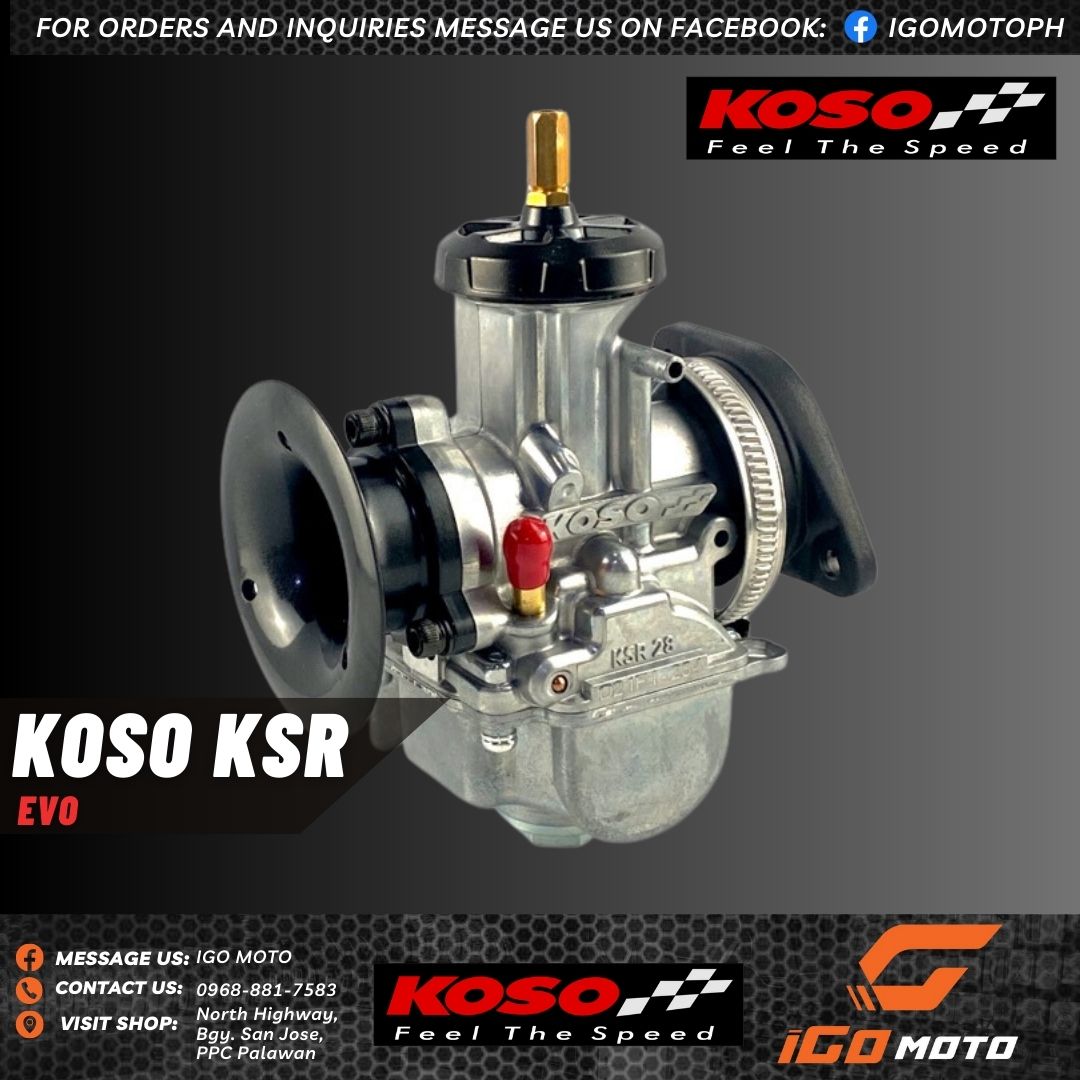 FOR ORDERS AND INQUIRIES MESSAGE US ON FACEBOOK: IGOMOTOPH
KOSO
Feel The Speed
KOSO
KSR 28
KOSO KSR
EVO
MESSAGE US: IGO MOTO
CONTACT US: 0968-881-7583
VISIT SHOP: North Highway,
Bgy. San Jose,
PPC Palawan
KOSO
Feel The Speed
iGO MOTO